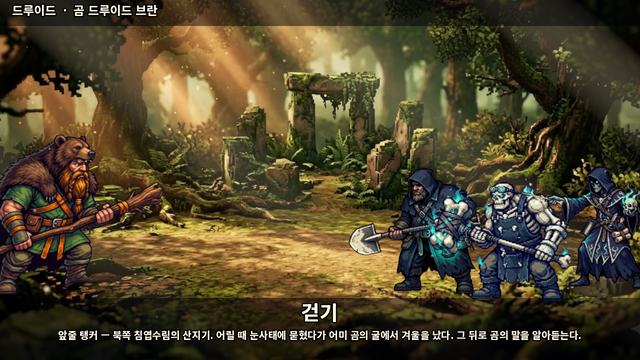 드루이드 · 곰 드루이드 브란
걷기
앞줄 탱커 — 북쪽 침엽수림의 산지기. 어릴 때 눈사태에 묻혔다가 어미 곰의 굴에서 겨울을 났다. 그 뒤로 곰의 말을 알아듣는다.